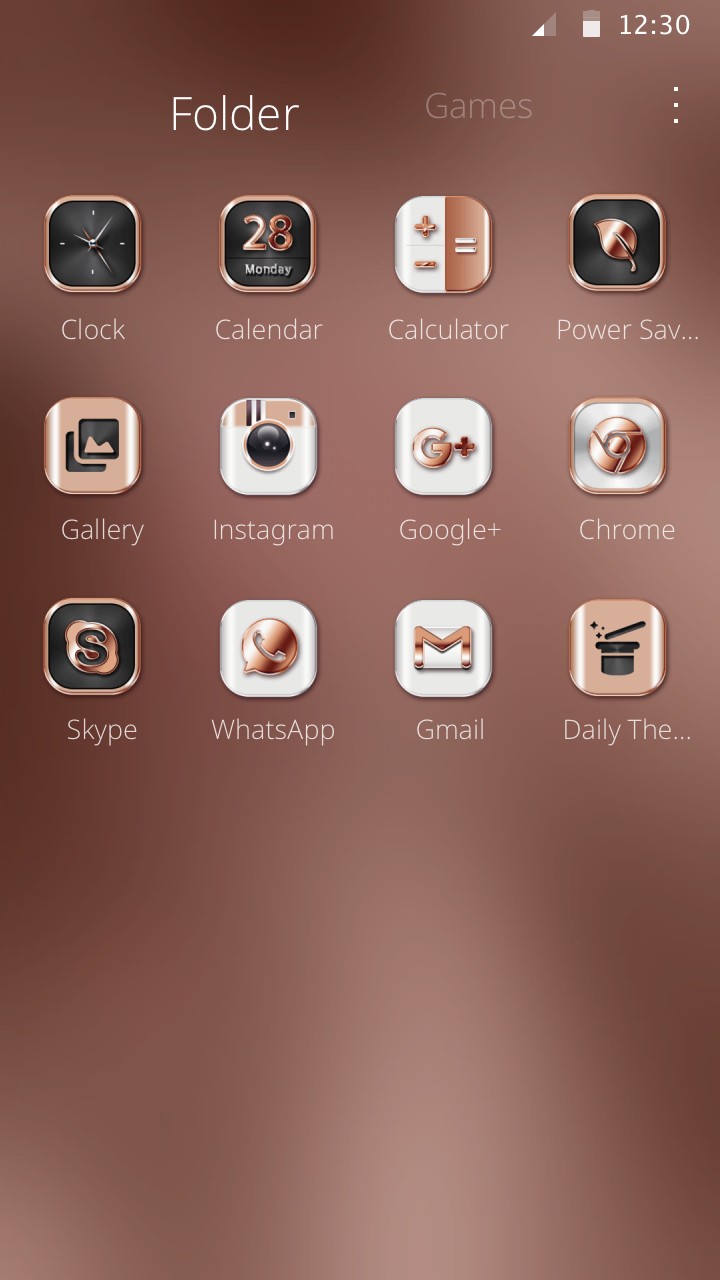 12:30
Folder Games
28
Monday
Clock Calendar Calculator Power Sav...
G+
Gallery Instagram Google+ Chrome
S M
Skype WhatsApp Gmail Daily The...